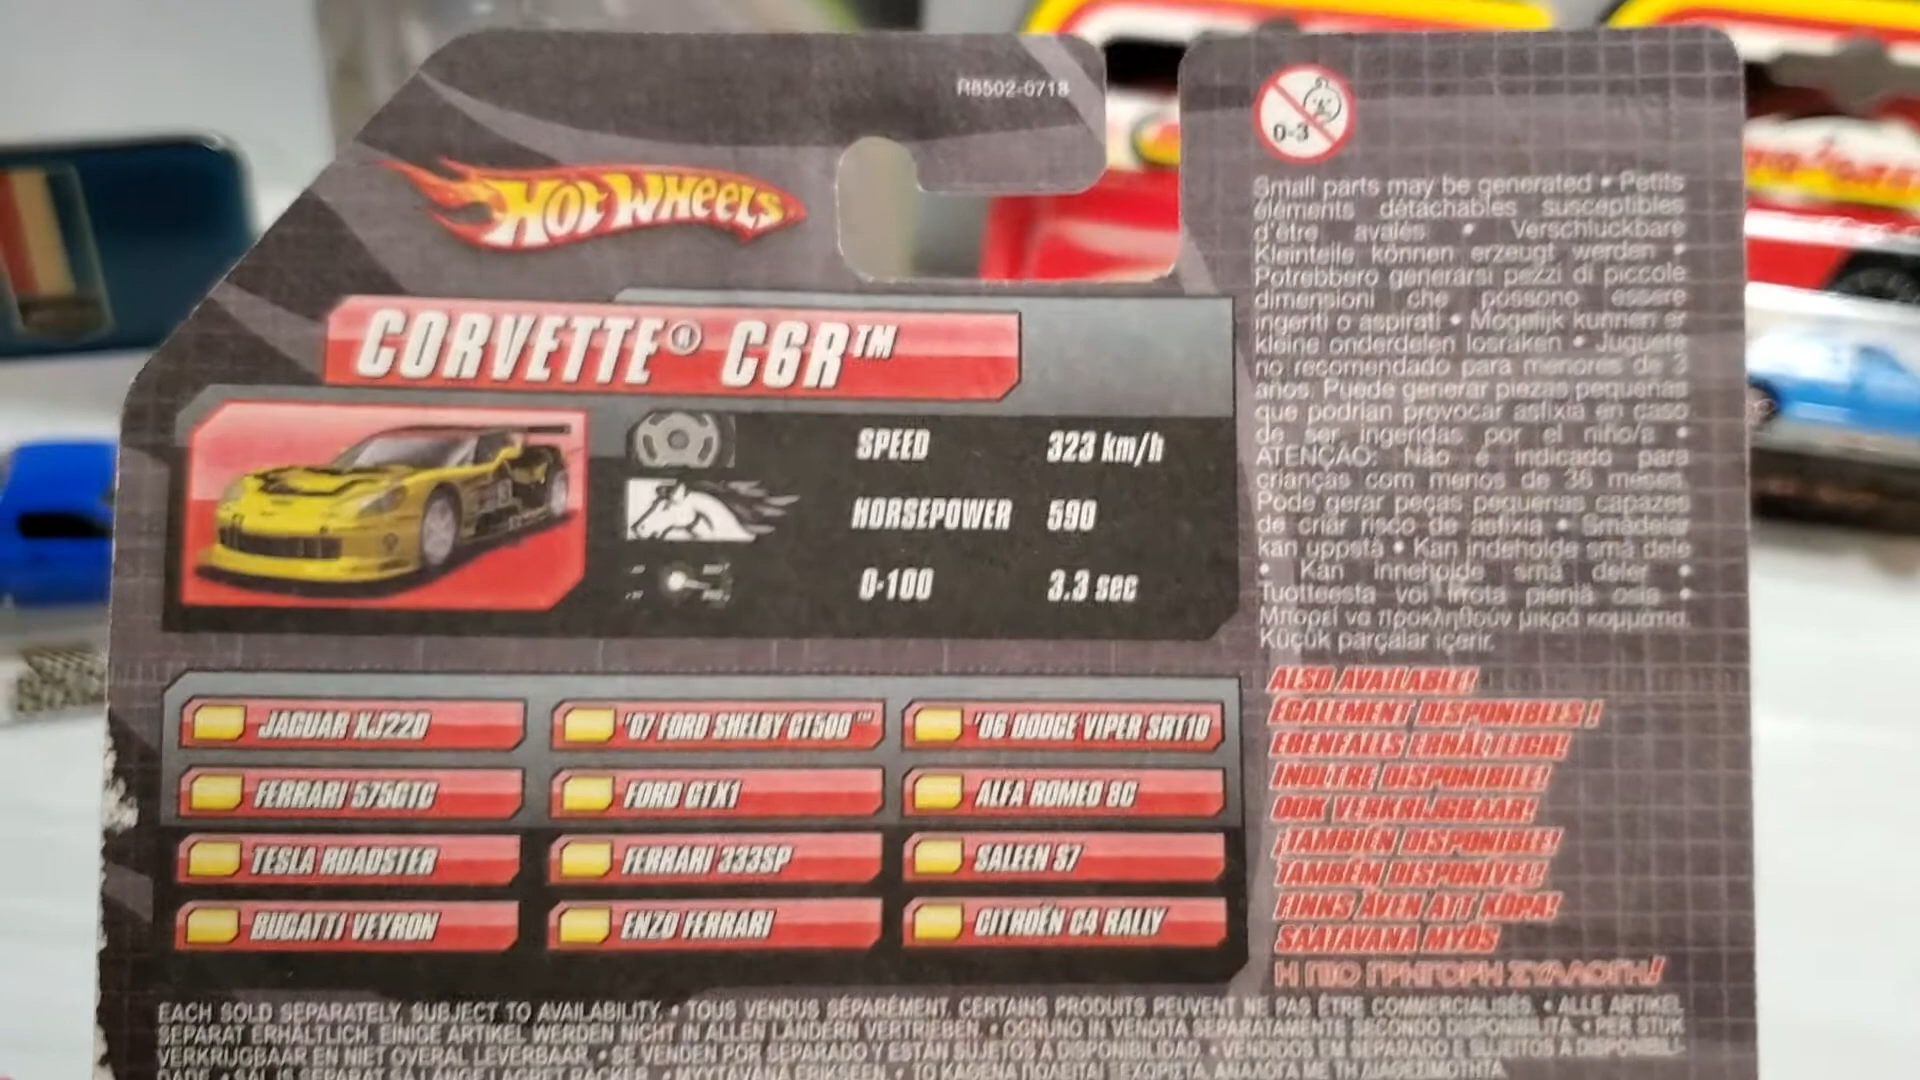 R8502-0718
HOT WHEELS
CORVETTE® C6R™
SPEED 323 km/h
HORSEPOWER 590
0-100 3.3 sec
JAGUAR XJ220 '07 FORD SHELBY GT500™ '06 DODGE VIPER SRT10
FERRARI 575GTC FORD GTX1 ALFA ROMEO 8C
TESLA ROADSTER FERRARI 333SP SALEEN S7
BUGATTI VEYRON ENZO FERRARI CITROËN C4 RALLY
0-3
Small parts may be generated • Petits
éléments détachables susceptibles
d'être avalés • Verschluckbare
Kleinteile können erzeugt werden •
Potrebbero generarsi pezzi di piccole
dimensioni che possono essere
ingeriti o aspirati • Mogelijk kunnen er
kleine onderdelen losraken • Juguete
no recomendado para menores de 3
años. Puede generar piezas pequeñas
que podrían provocar asfixia en caso
de ser ingeridas por el niño/a •
ATENÇÃO: Não é indicado para
crianças com menos de 36 meses.
Pode gerar peças pequenas capazes
de criar risco de asfixia • Smådelar
kan uppstå • Kan indeholde små dele
• Kan inneholde små deler •
Tuotteesta voi irrota pieniä osia •
Μπορεί να προκληθούν μικρά κομμάτια.
Küçük parçalar içerir.
ALSO AVAILABLE!
ÉGALEMENT DISPONIBLES !
EBENFALLS ERHÄLTLICH!
INOLTRE DISPONIBILE!
OOK VERKRIJGBAAR!
¡TAMBIÉN DISPONIBLE!
TAMBÉM DISPONÍVEL!
FINNS ÄVEN ATT KÖPA!
SAATAVANA MYÖS
Η ΠΙΟ ΓΡΗΓΟΡΗ ΣΥΛΛΟΓΗ!
EACH SOLD SEPARATELY, SUBJECT TO AVAILABILITY. • TOUS VENDUS SÉPARÉMENT. CERTAINS PRODUITS PEUVENT NE PAS ÊTRE COMMERCIALISÉS. • ALLE ARTIKEL
SEPARAT ERHÄLTLICH. EINIGE ARTIKEL WERDEN NICHT IN ALLEN LÄNDERN VERTRIEBEN. • OGNUNO IN VENDITA SEPARATAMENTE SECONDO DISPONIBILITÀ. • PER STUK
VERKRIJGBAAR EN NIET OVERAL LEVERBAAR. • SE VENDEN POR SEPARADO Y ESTÁN SUJETOS A DISPONIBILIDAD. • VENDIDOS EM SEPARADO E SUJEITOS A DISPONIBILI-